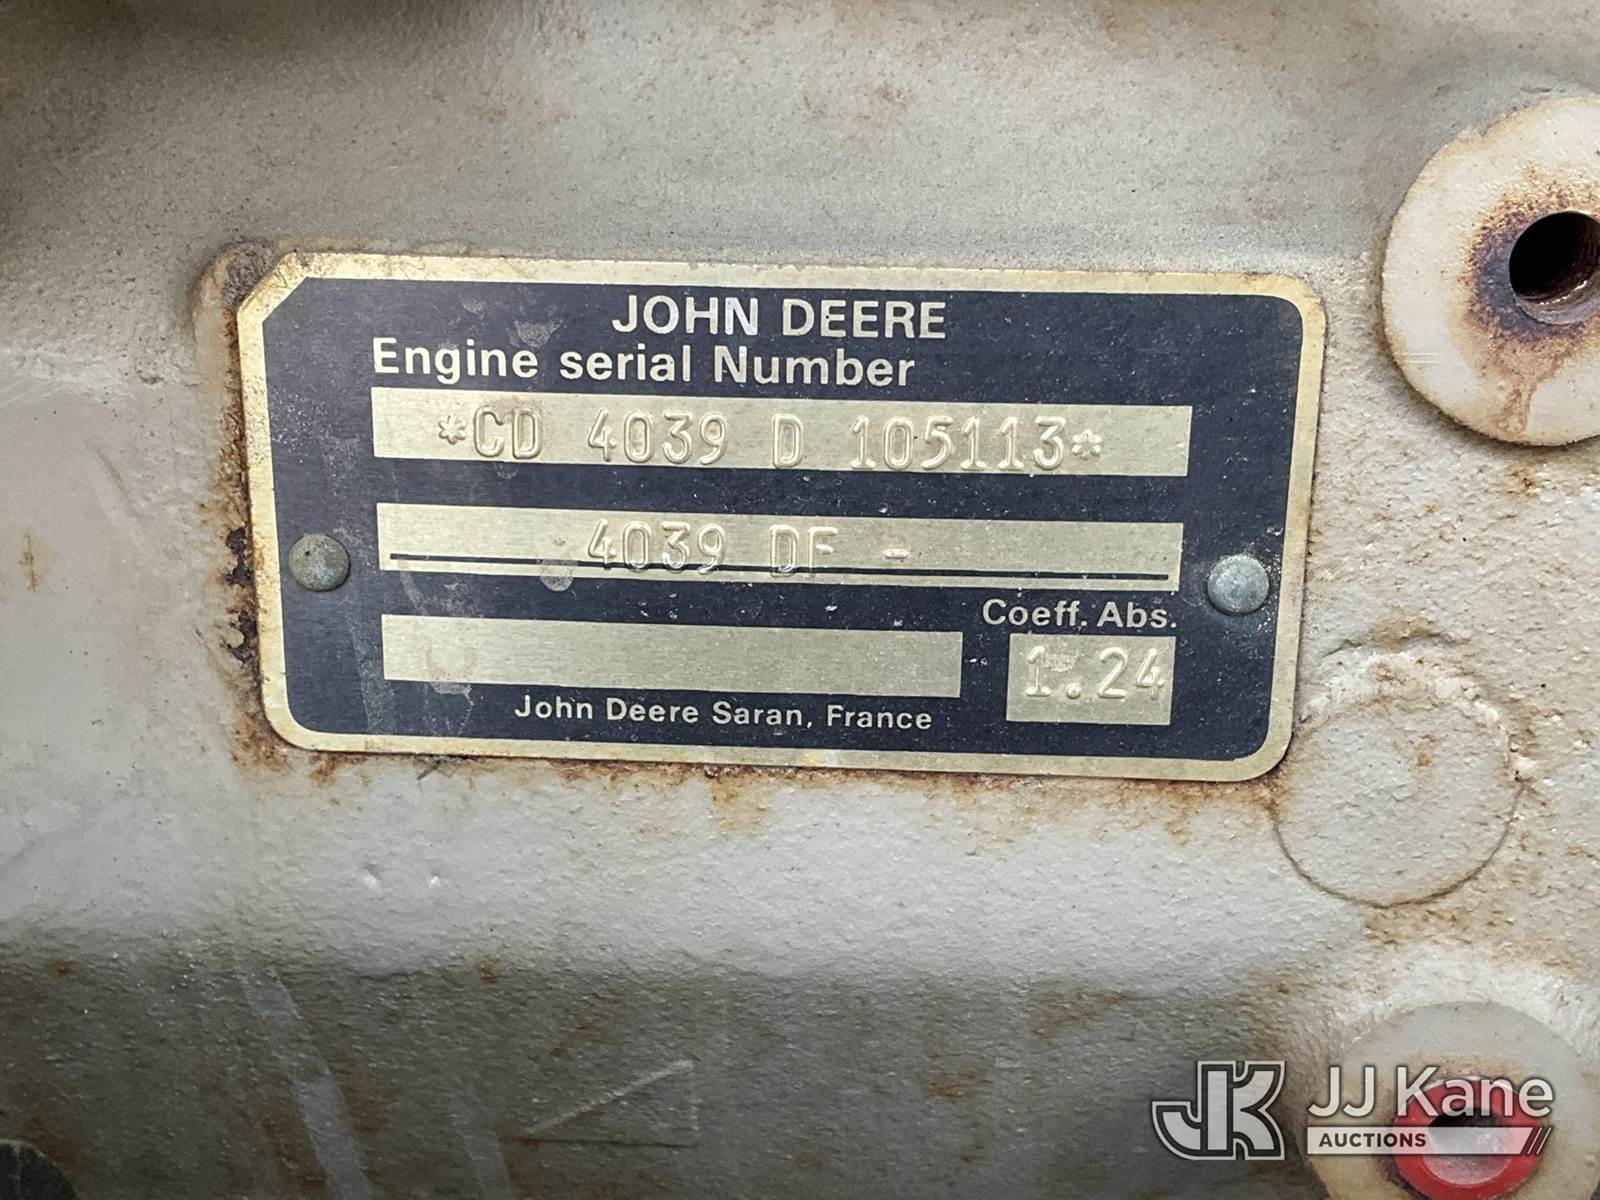 JOHN DEERE
Engine serial Number
*CD 4039 D 105113*
4039 DF -
Coeff. Abs.
1.24
John Deere Saran, France
JK JJ Kane
AUCTIONS